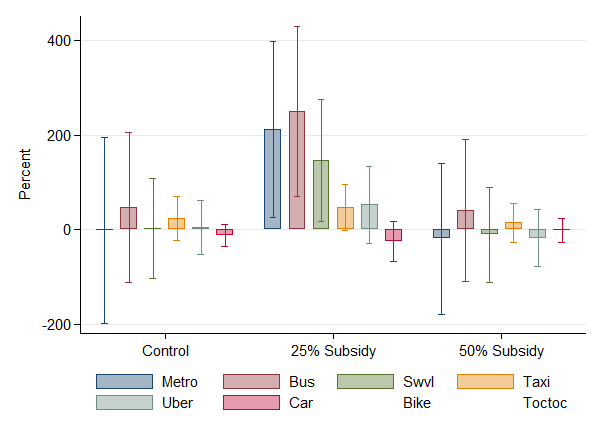 400
200
0
-200
Percent
Control 25% Subsidy 50% Subsidy
Metro Bus Swvl Taxi
Uber Car Bike Toctoc